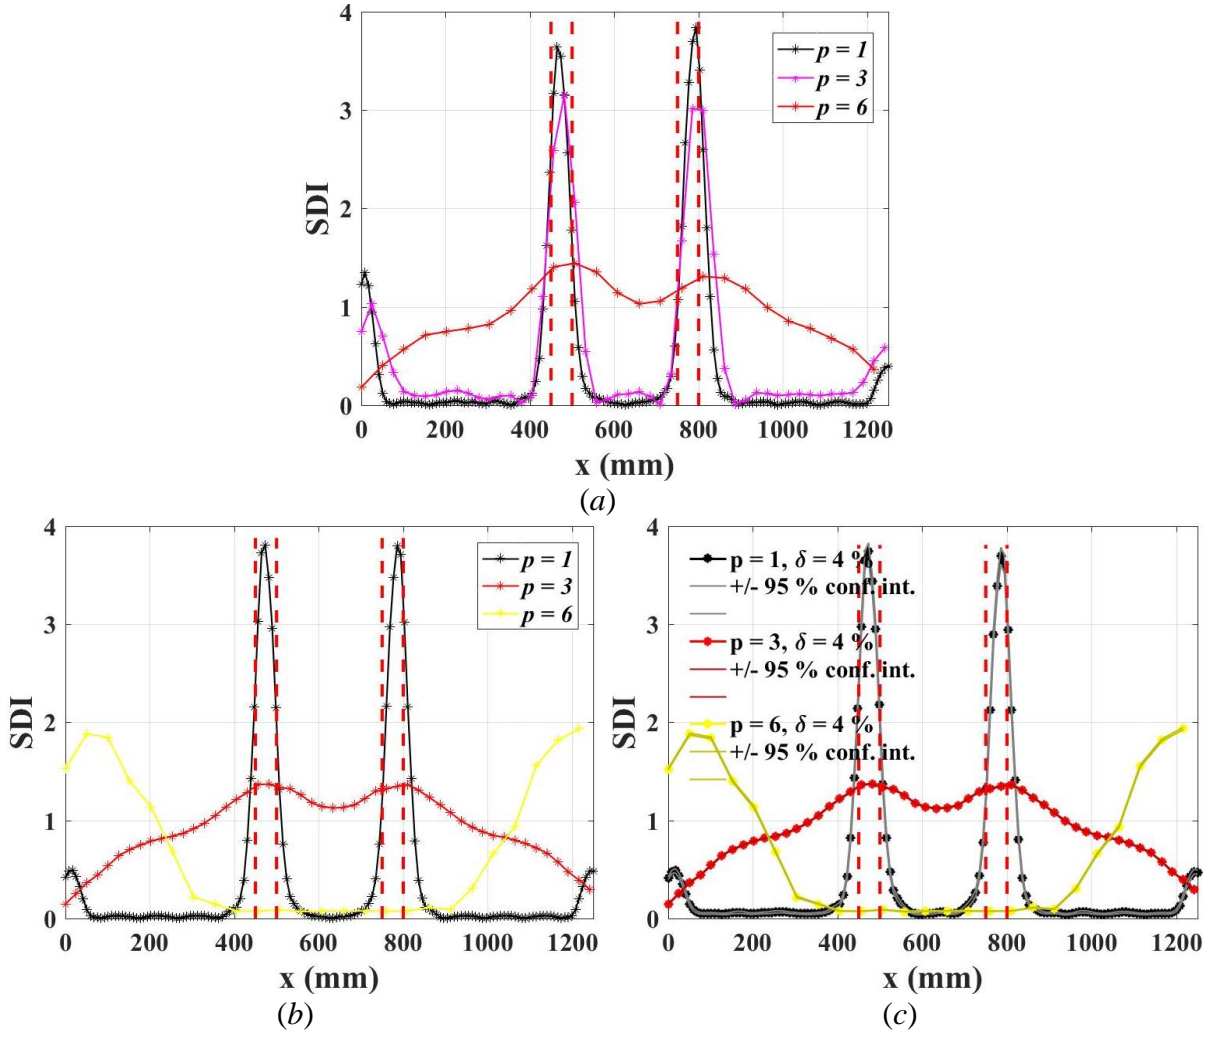 4
3
2
1
0
SDI
p = 1
p = 3
p = 6
0 200 400 600 800 1000 1200
x (mm)
(a)
4
3
2
1
0
SDI
p = 1
p = 3
p = 6
0 200 400 600 800 1000 1200
x (mm)
(b)
4
3
2
1
0
SDI
p = 1, δ = 4 %
+/- 95 % conf. int.
p = 3, δ = 4 %
+/- 95 % conf. int.
p = 6, δ = 4 %
+/- 95 % conf. int.
0 200 400 600 800 1000 1200
x (mm)
(c)